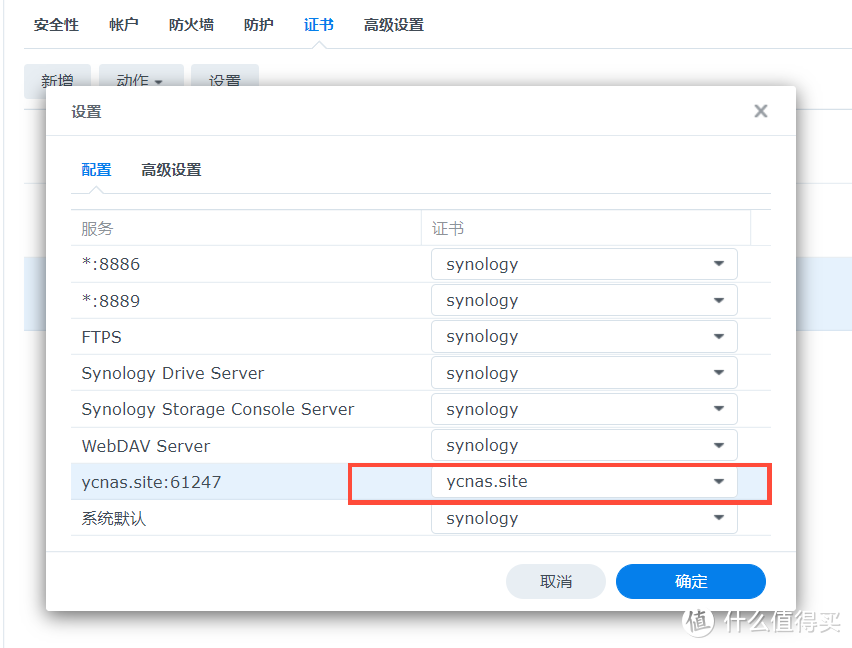 安全性 帐户 防火墙 防护 证书 高级设置
新增 动作 设置
设置
配置 高级设置
服务 证书
*:8886 synology
*:8889 synology
FTPS synology
Synology Drive Server synology
Synology Storage Console Server synology
WebDAV Server synology
ycnas.site:61247 ycnas.site
系统默认 synology
取消 确定
值 什么值得买